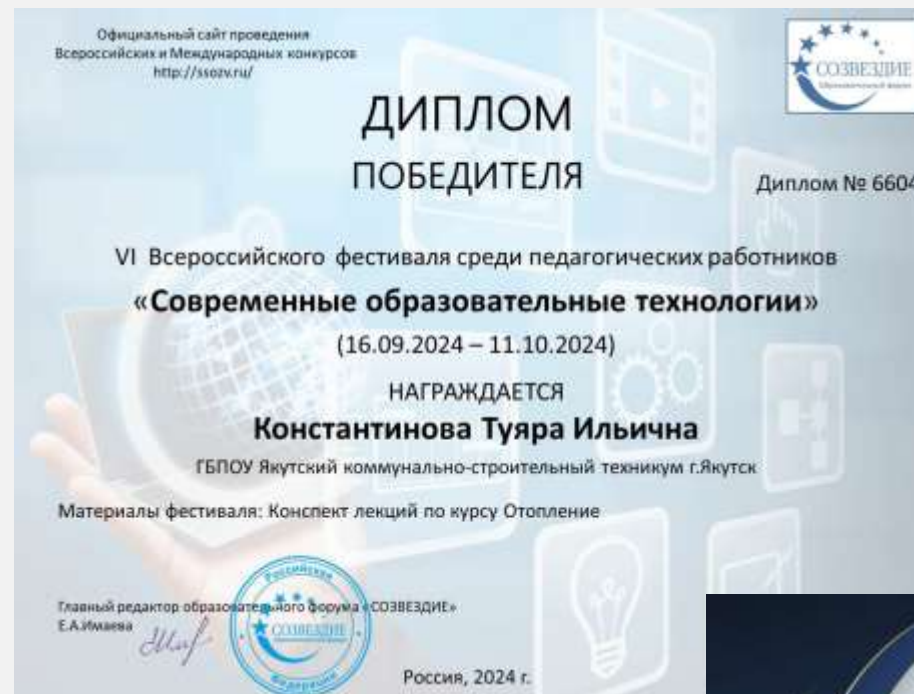 Официальный сайт проведения
Всероссийских и Международных конкурсов
http://ssozv.ru/
СОЗВЕЗДИЕ
ДИПЛОМ
ПОБЕДИТЕЛЯ
Диплом № 6604
VI Всероссийского фестиваля среди педагогических работников
«Современные образовательные технологии»
(16.09.2024 – 11.10.2024)
НАГРАЖДАЕТСЯ
Константинова Туяра Ильична
ГБПОУ Якутский коммунально-строительный техникум г.Якутск
Материалы фестиваля: Конспект лекций по курсу Отопление
Главный редактор образовательного форума «СОЗВЕЗДИЕ»
Е.А.Имаева
Российская
СОЗВЕЗДИЕ
Федерация
Россия, 2024 г.